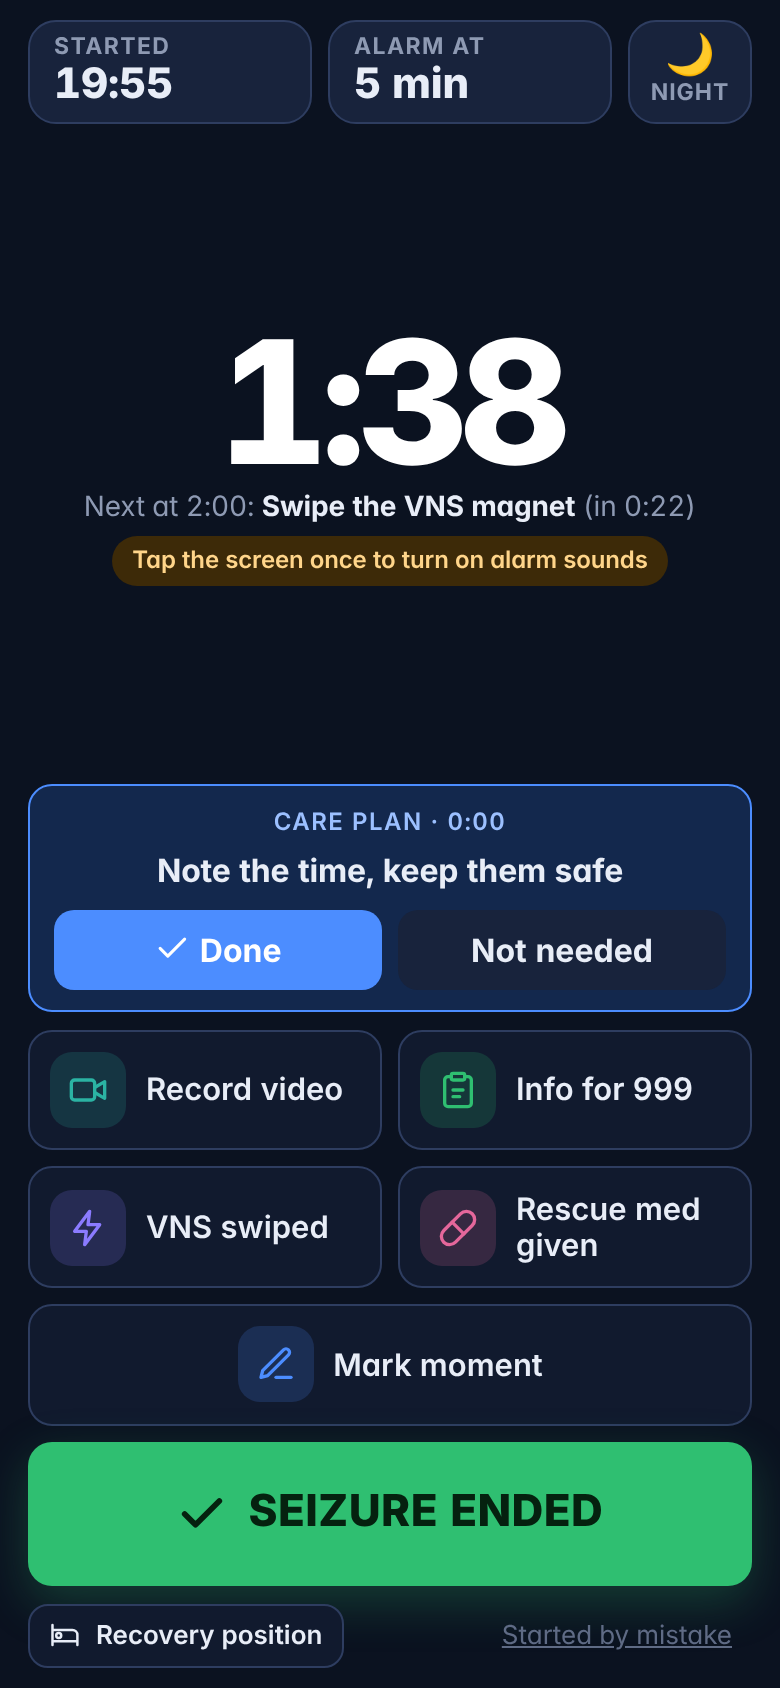 STARTED
19:55
ALARM AT
5 min
NIGHT
1:38
Next at 2:00: Swipe the VNS magnet (in 0:22)
Tap the screen once to turn on alarm sounds
CARE PLAN · 0:00
Note the time, keep them safe
Done
Not needed
Record video
Info for 999
VNS swiped
Rescue med
given
Mark moment
SEIZURE ENDED
Recovery position
Started by mistake